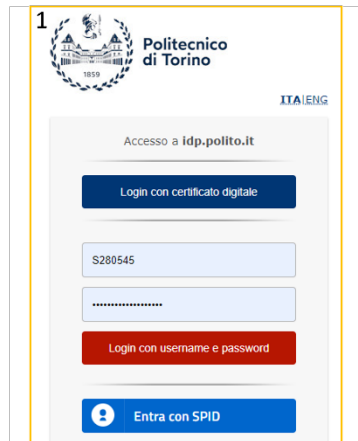 1
Politecnico
di Torino
1859
ITA|ENG
Accesso a idp.polito.it
Login con certificato digitale
S280545
•••••••••••••••••••
Login con username e password
Entra con SPID